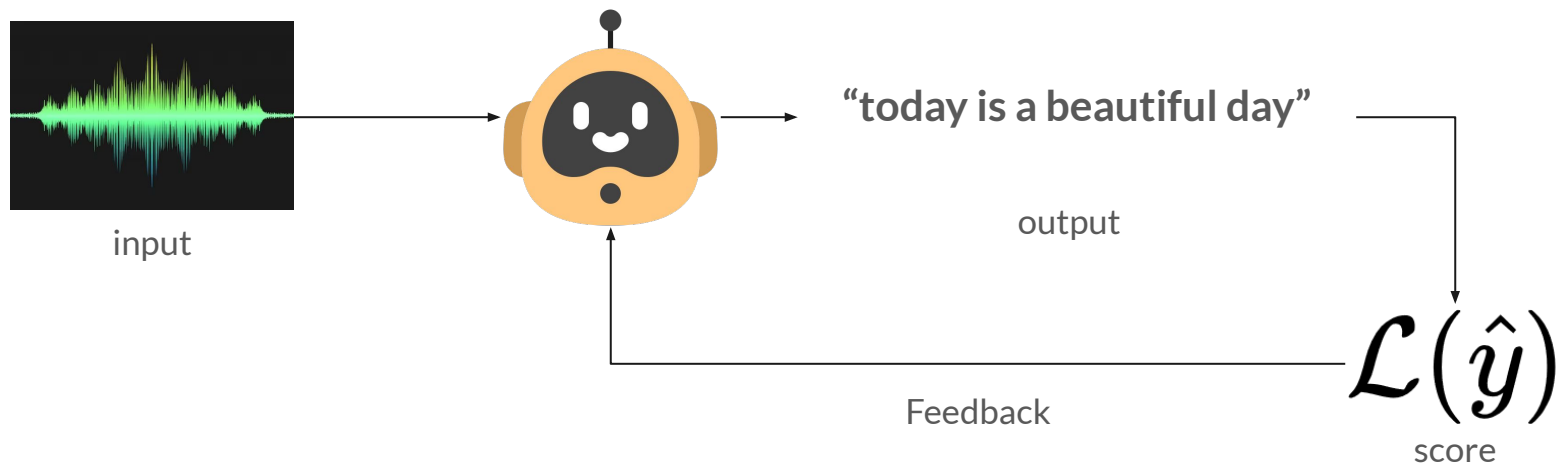 “today is a beautiful day”
input
output
ℒ(ŷ)
Feedback
score